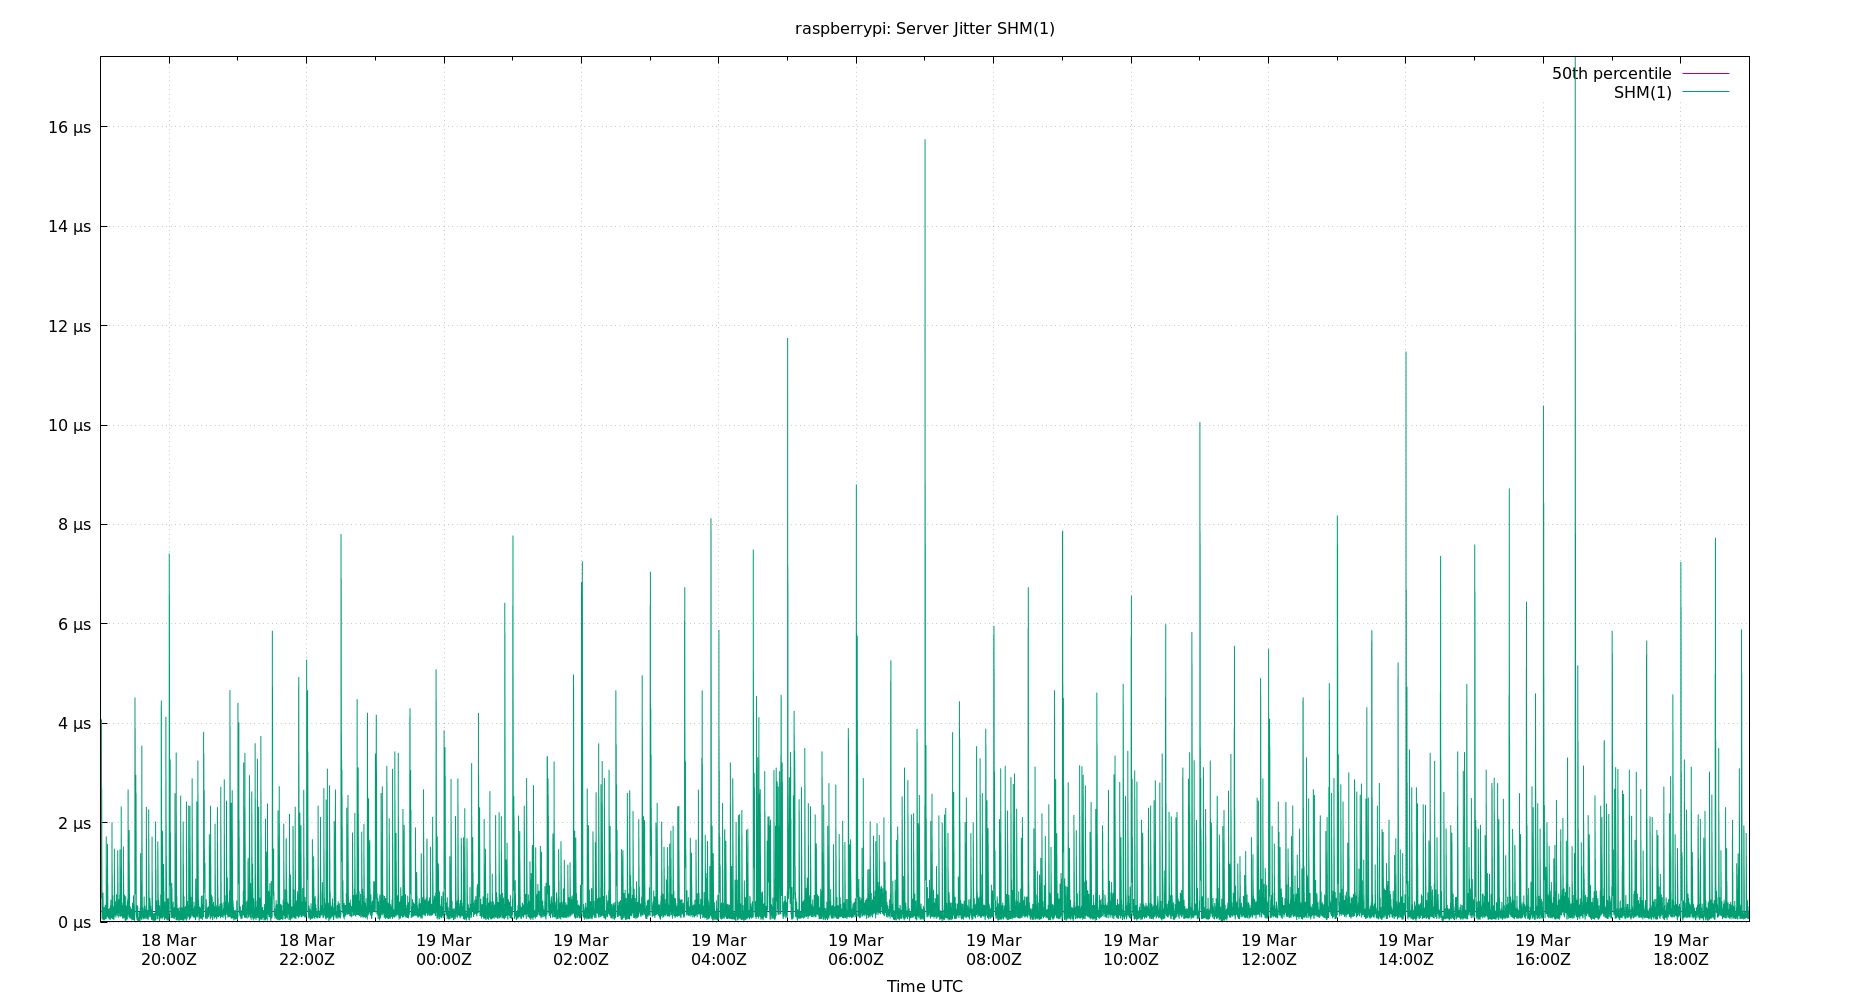 raspberrypi: Server Jitter SHM(1)
50th percentile
SHM(1)
16 µs
14 µs
12 µs
10 µs
8 µs
6 µs
4 µs
2 µs
0 µs
18 Mar 18 Mar 19 Mar 19 Mar 19 Mar 19 Mar 19 Mar 19 Mar 19 Mar 19 Mar 19 Mar 19 Mar
20:00Z 22:00Z 00:00Z 02:00Z 04:00Z 06:00Z 08:00Z 10:00Z 12:00Z 14:00Z 16:00Z 18:00Z
Time UTC